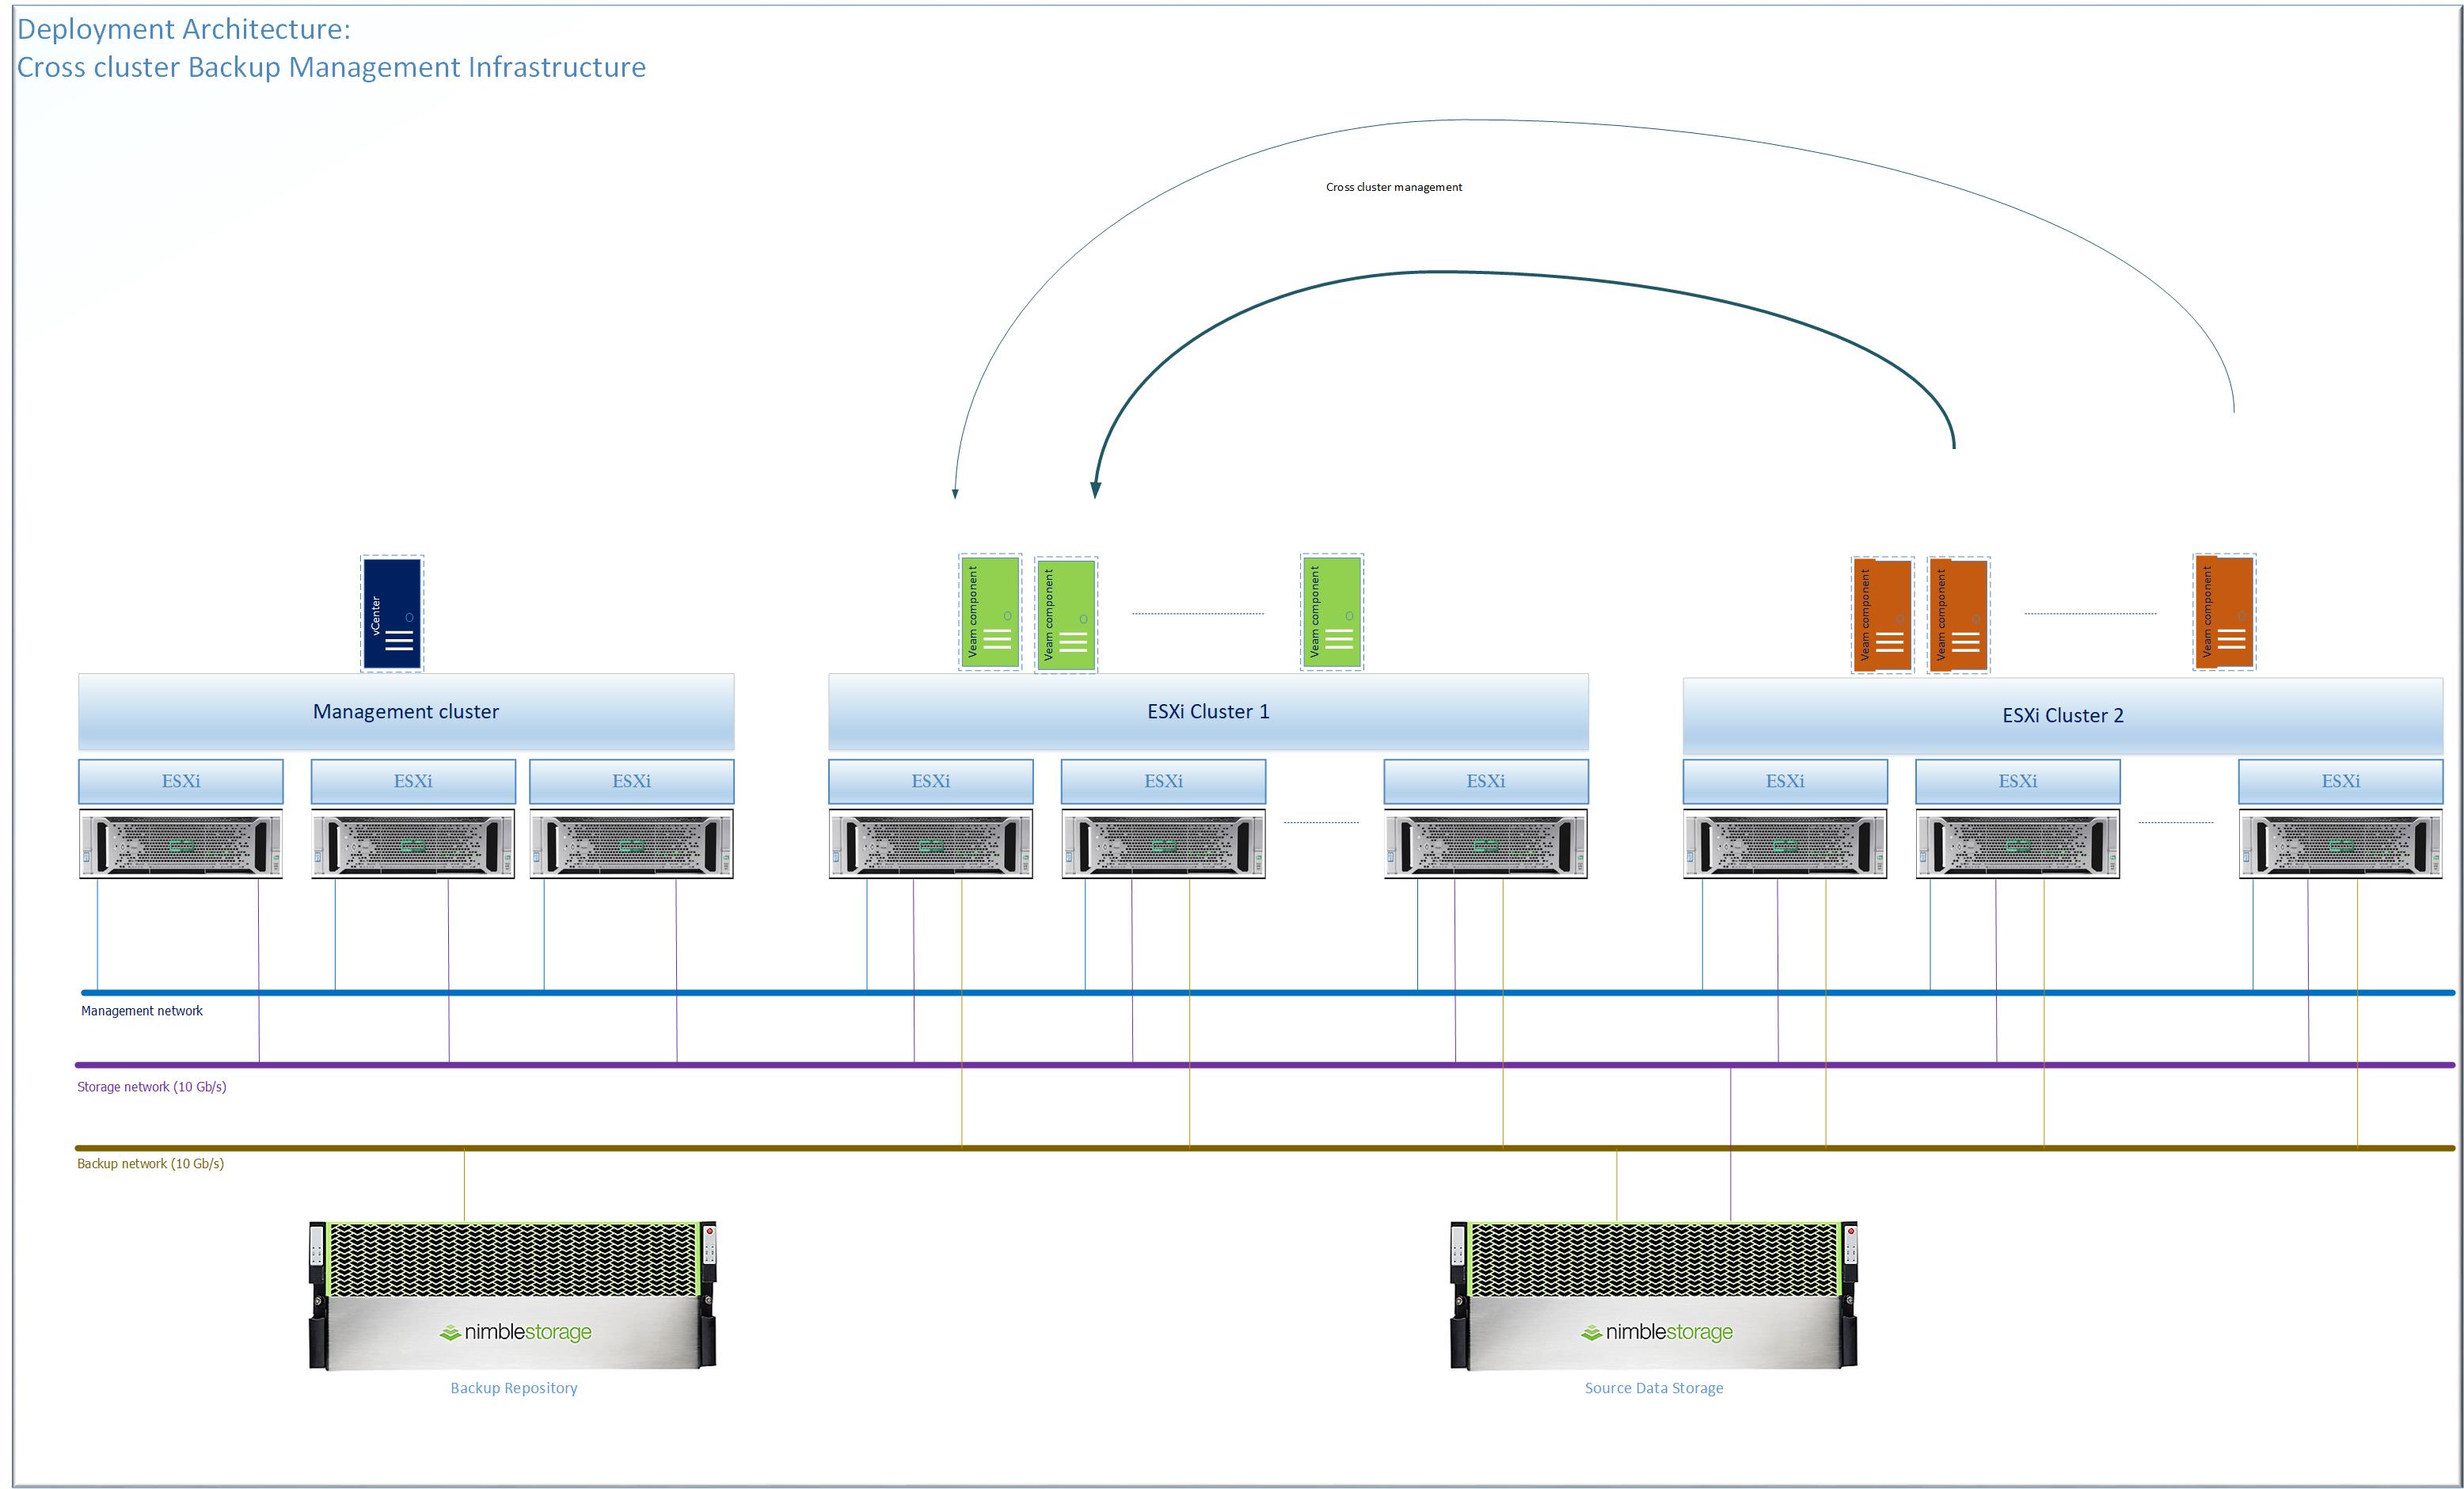 Deployment Architecture:
Cross cluster Backup Management Infrastructure
Cross cluster management
vCenter
Veam component
Veam component
Veam component
Veam component
Veam component
Veam component
Management cluster
ESXi Cluster 1
ESXi Cluster 2
ESXi
ESXi
ESXi
ESXi
ESXi
ESXi
ESXi
ESXi
ESXi
Management network
Storage network (10 Gb/s)
Backup network (10 Gb/s)
nimblestorage
nimblestorage
Backup Repository
Source Data Storage